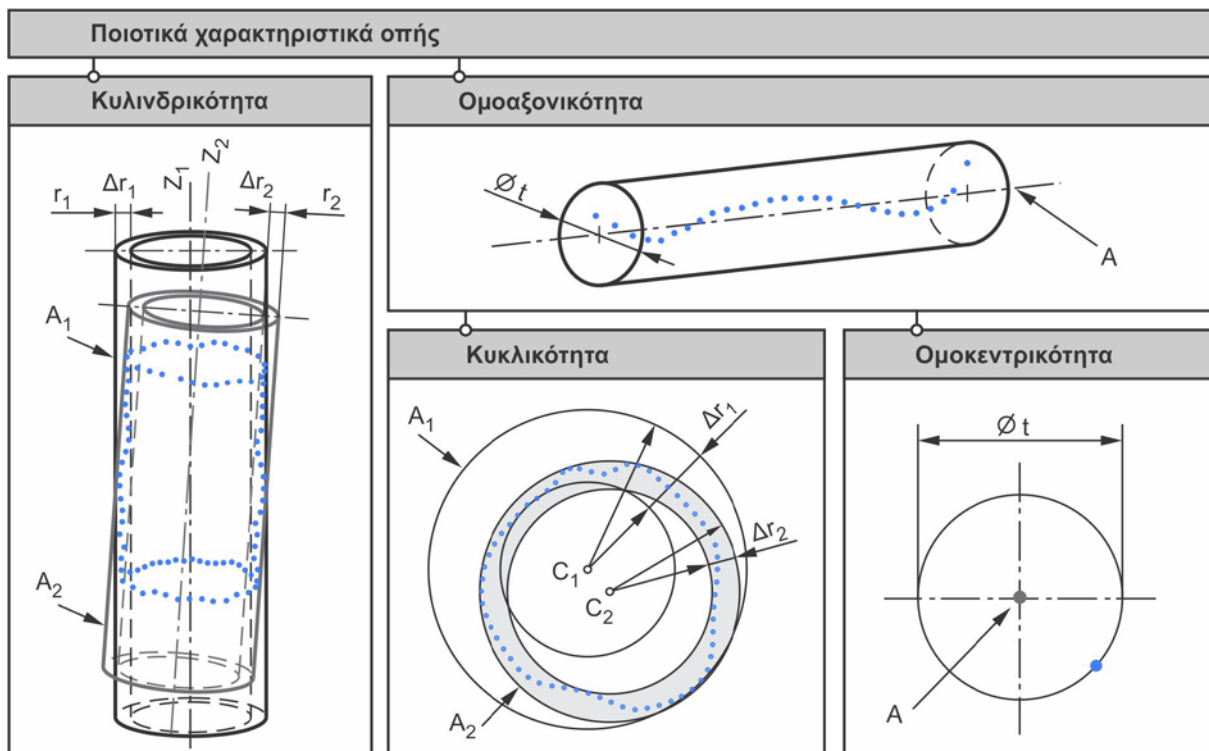 Ποιοτικά χαρακτηριστικά οπής
Κυλινδρικότητα
Z₁
Z₂
r₁
Δr₁
Δr₂
r₂
A₁
A₂
Ομοαξονικότητα
Ø t
A
Κυκλικότητα
A₁
Δr₁
Δr₂
C₁
C₂
A₂
Ομοκεντρικότητα
Ø t
A